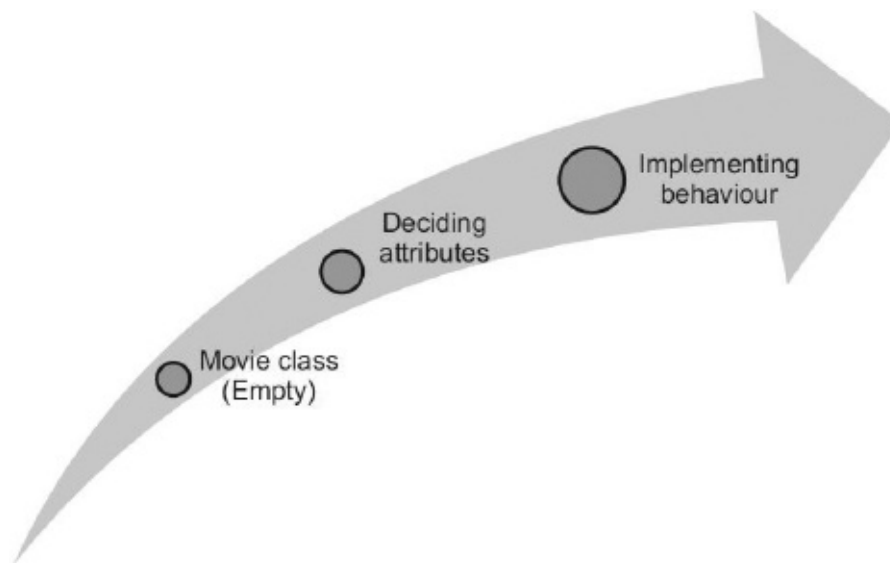 Implementing
behaviour
Deciding
attributes
Movie class
(Empty)